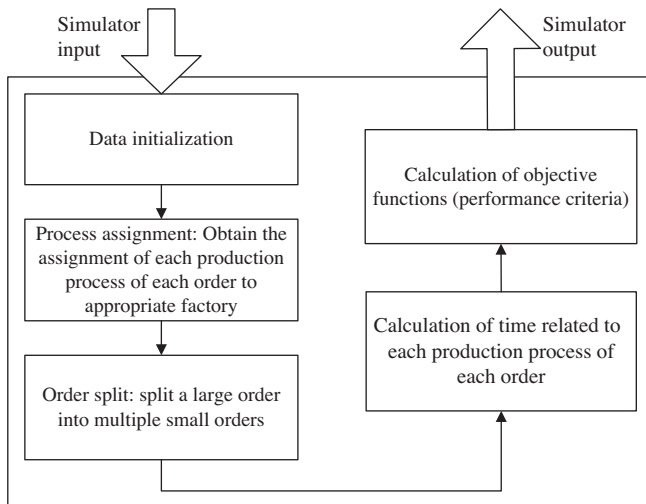 Simulator
input
Data initialization
Process assignment: Obtain the
assignment of each production
process of each order to
appropriate factory
Order split: split a large order
into multiple small orders
Calculation of time related to
each production process of
each order
Calculation of objective
functions (performance criteria)
Simulator
output